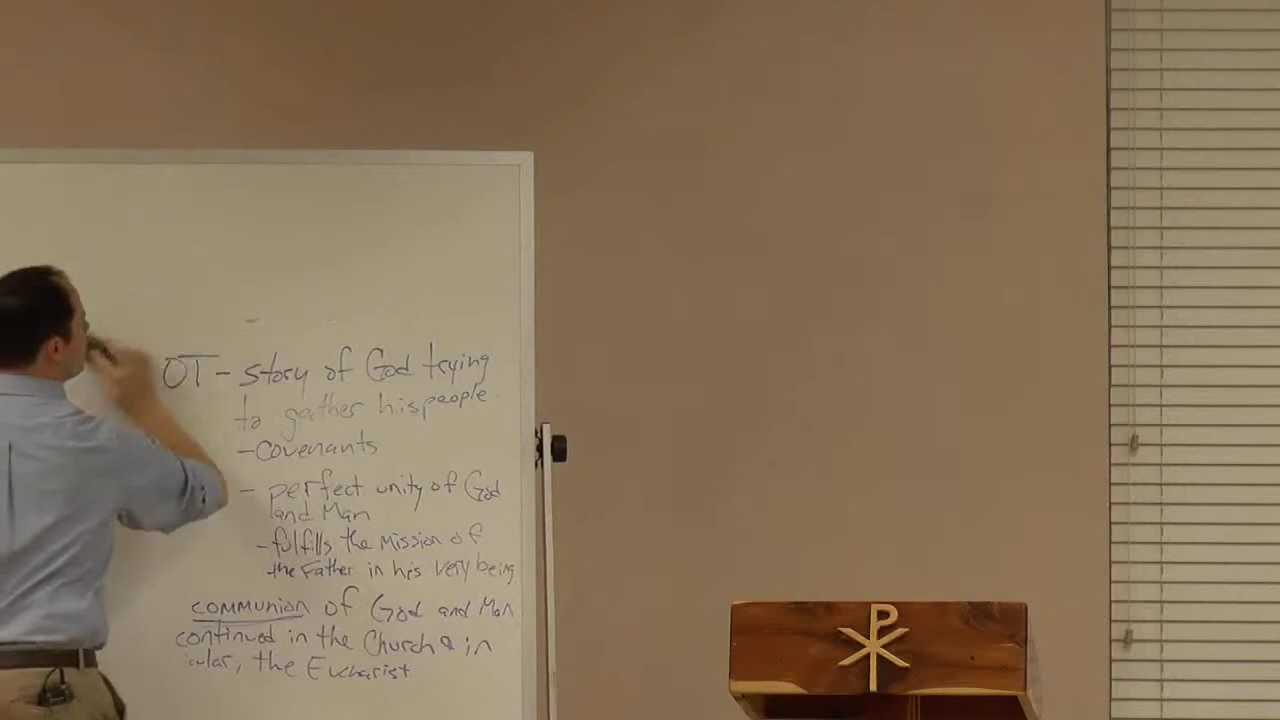 OT - story of God trying
to gather his people
- covenants
- perfect unity of God
and Man
- fulfills the mission of
the Father in his very being
communion of God and Man
continued in the Church & in
cular, the Eucharist